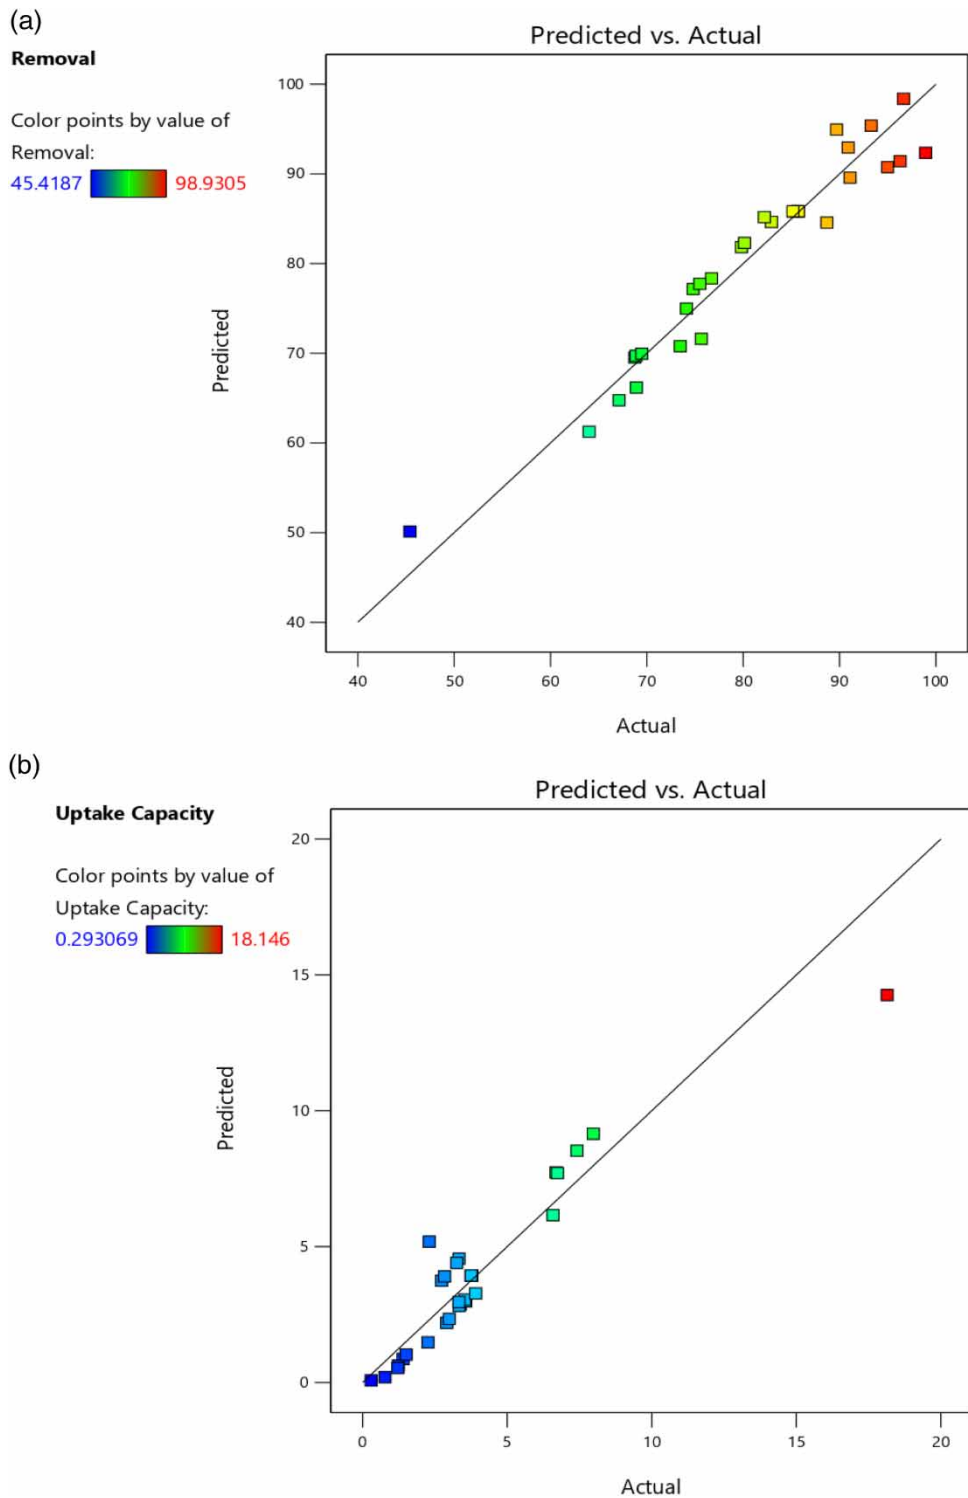 (a)
Predicted vs. Actual
Removal
Color points by value of
Removal:
45.4187 98.9305
100
90
80
70
60
50
40
Predicted
40 50 60 70 80 90 100
Actual
(b)
Predicted vs. Actual
Uptake Capacity
Color points by value of
Uptake Capacity:
0.293069 18.146
20
15
10
5
0
Predicted
0 5 10 15 20
Actual